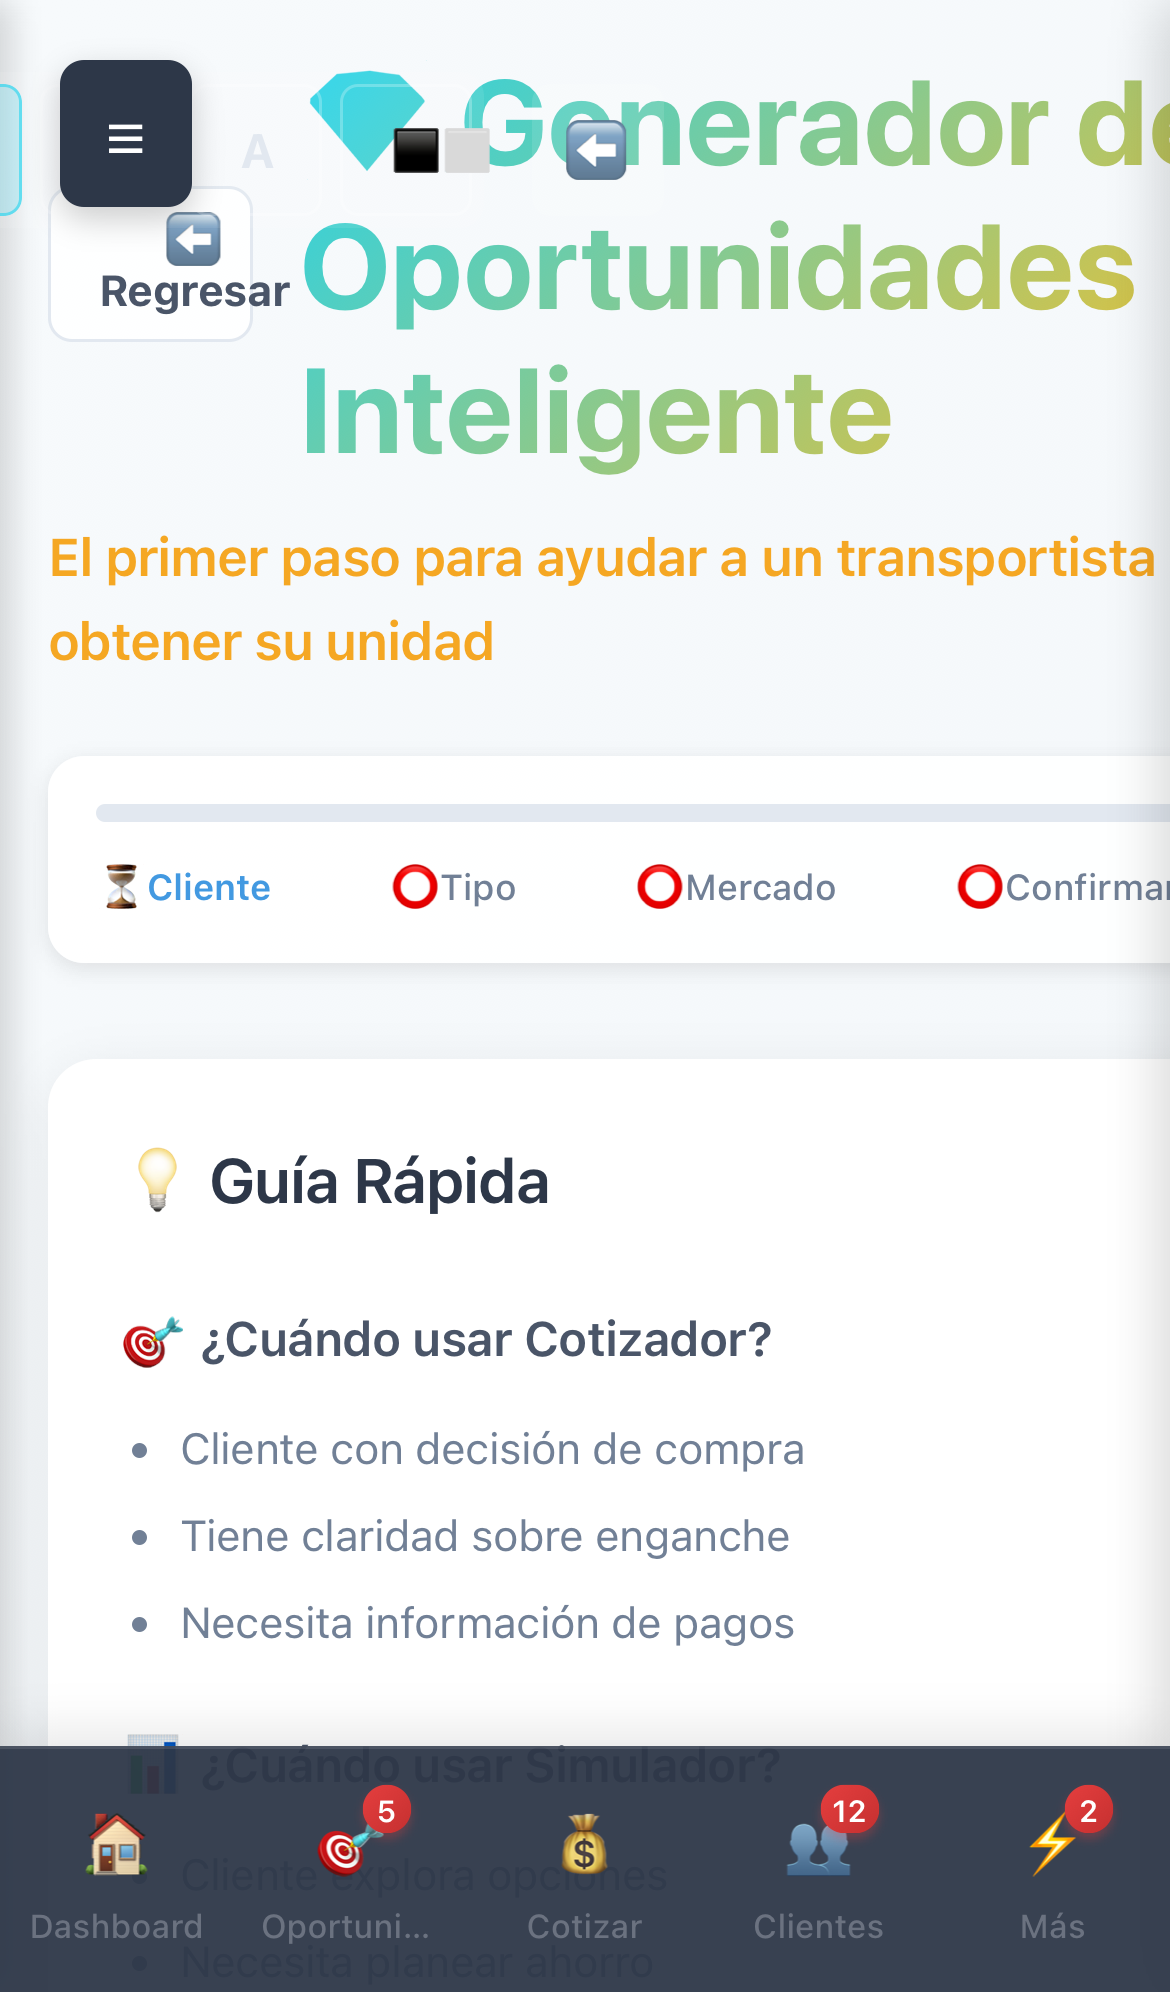 A
Generador de
Regresar
Oportunidades
Inteligente
El primer paso para ayudar a un transportista
obtener su unidad
Cliente
Tipo
Mercado
Confirmar
Guía Rápida
¿Cuándo usar Cotizador?
Cliente con decisión de compra
Tiene claridad sobre enganche
Necesita información de pagos
¿Cuándo usar Simulador?
Cliente explora opciones
Necesita planear ahorro
5
12
2
Dashboard
Oportuni...
Cotizar
Clientes
Más